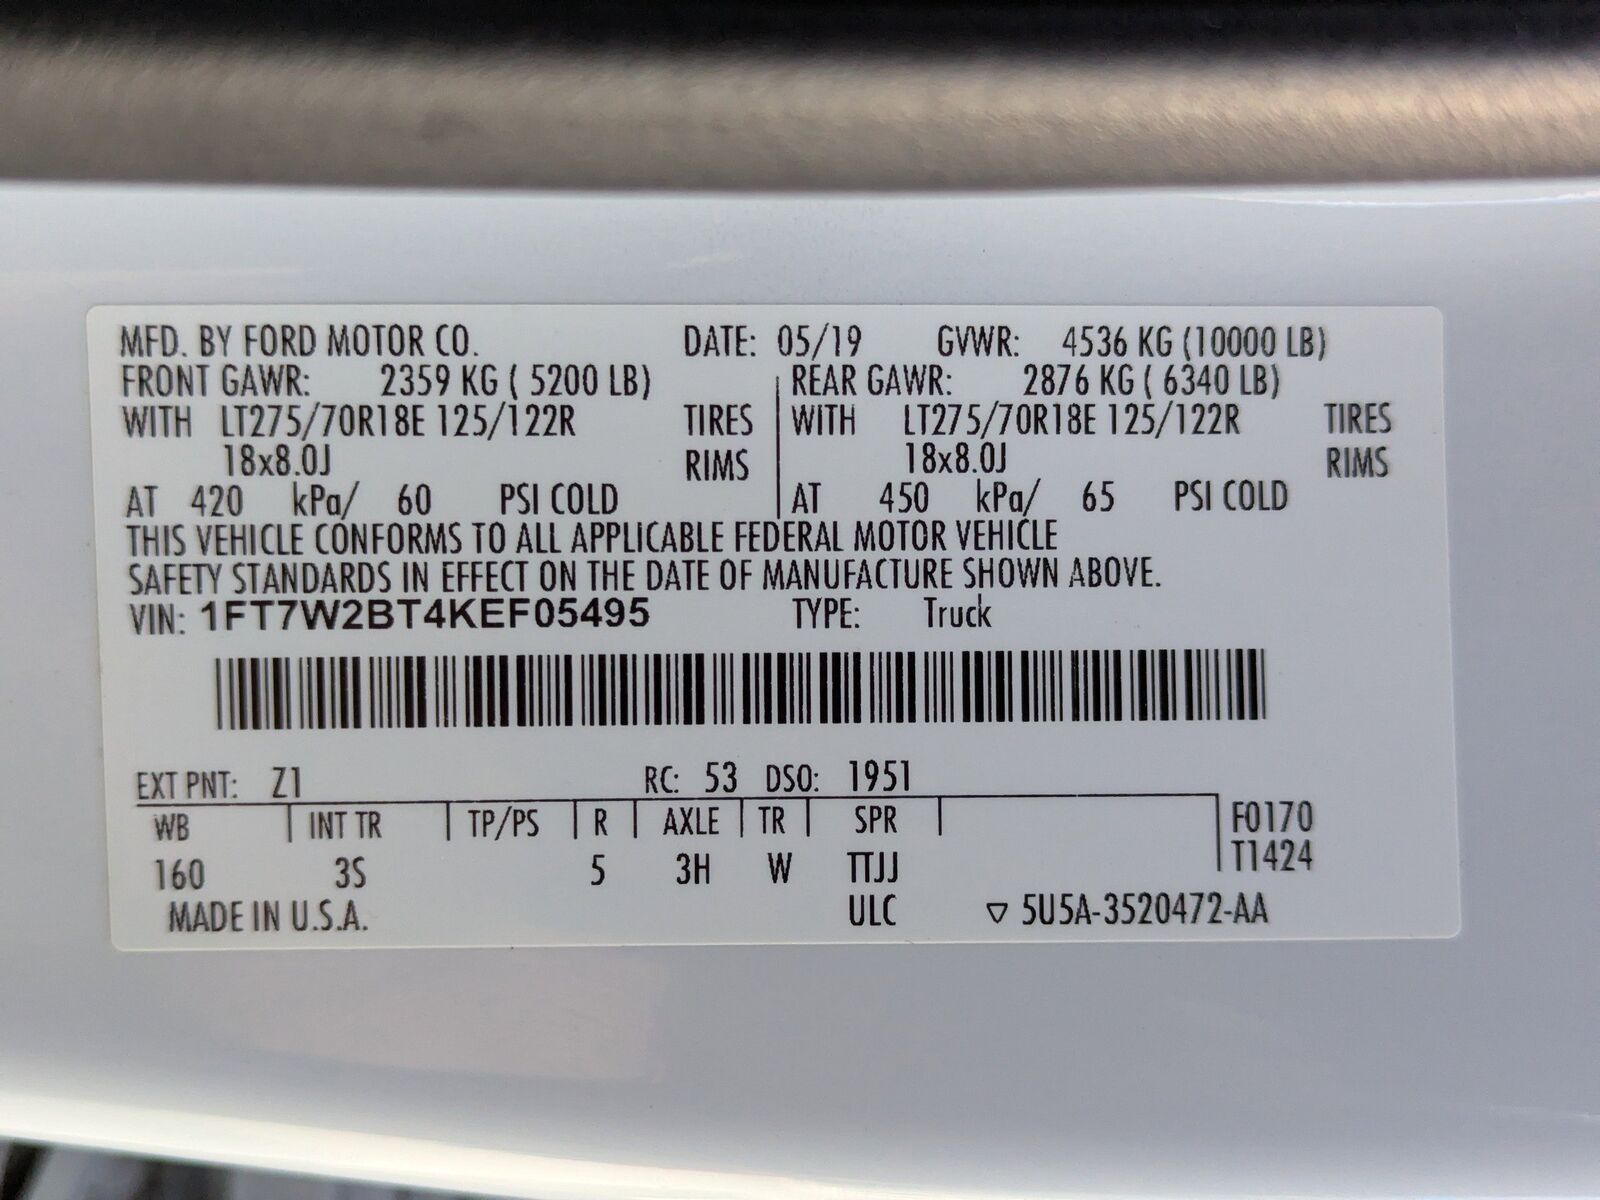 MFD. BY FORD MOTOR CO. DATE: 05/19 GVWR: 4536 KG (10000 LB)
FRONT GAWR: 2359 KG ( 5200 LB) REAR GAWR: 2876 KG ( 6340 LB)
WITH LT275/70R18E 125/122R TIRES WITH LT275/70R18E 125/122R TIRES
18x8.0J RIMS 18x8.0J RIMS
AT 420 kPa/ 60 PSI COLD AT 450 kPa/ 65 PSI COLD
THIS VEHICLE CONFORMS TO ALL APPLICABLE FEDERAL MOTOR VEHICLE
SAFETY STANDARDS IN EFFECT ON THE DATE OF MANUFACTURE SHOWN ABOVE.
VIN: 1FT7W2BT4KEF05495 TYPE: Truck
EXT PNT: Z1 RC: 53 DSO: 1951
WB INT TR TP/PS R AXLE TR SPR F0170
160 3S 5 3H W TTJJ T1424
MADE IN U.S.A. ULC ▽ 5U5A-3520472-AA